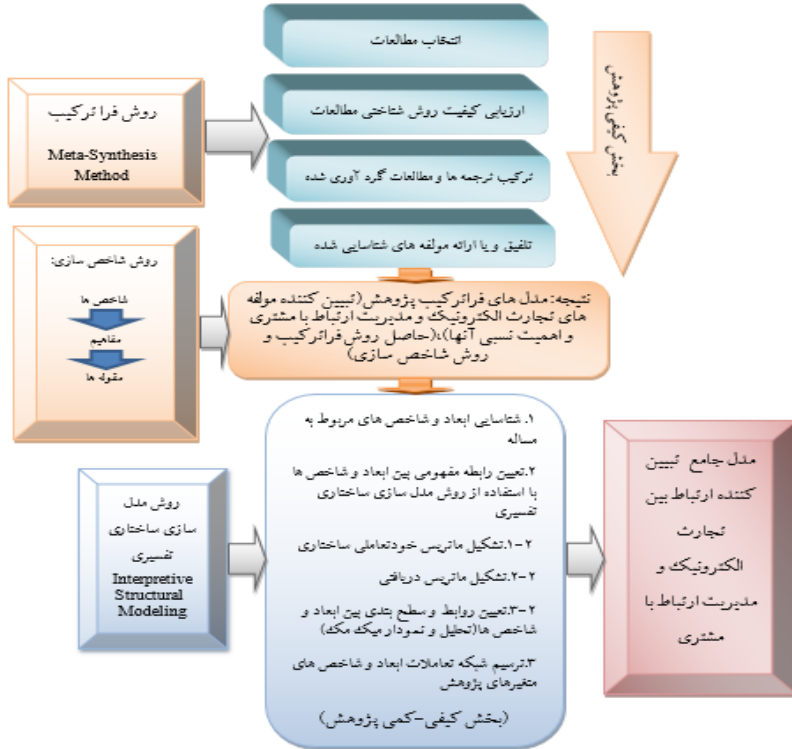 انتخاب مطالعات
ارزیابی کیفیت روش شناختی مطالعات
ترکیب ترجمه ها و مطالعات گرد آوری شده
تلفیق و یا ارائه مولفه های شناسایی شده
بخش کیفی پژوهش
روش فرا ترکیب
Meta-Synthesis
Method
روش شاخص سازی:
شاخص ها
مفاهیم
مقوله ها
نتیجه: مدل های فراترکیب پژوهش(تبیین کننده مولفه
های تجارت الکترونیک و مدیریت ارتباط با مشتری
و اهمیت نسبی آنها)،(حاصل روش فراترکیب و
روش شاخص سازی)
۱. شناسایی ابعاد و شاخص های مربوط به
مساله
۲.تعیین رابطه مفهومی بین ابعاد و شاخص ها
با استفاده از روش مدل سازی ساختاری
تفسیری
۲-۱.تشکیل ماتریس خودتعاملی ساختاری
۲-۲.تشکیل ماتریس دریافتی
۲-۳.تعیین روابط و سطح بندی بین ابعاد و
شاخص ها(تحلیل و نمودار میک مک)
۳.ترسیم شبکه تعاملات ابعاد و شاخص های
متغیرهای پژوهش
(بخش کیفی-کمی پژوهش)
روش مدل
سازی ساختاری
تفسیری
Interpretive
Structural
Modeling
مدل جامع تبیین
کننده ارتباط بین
تجارت
الکترونیک و
مدیریت ارتباط با
مشتری